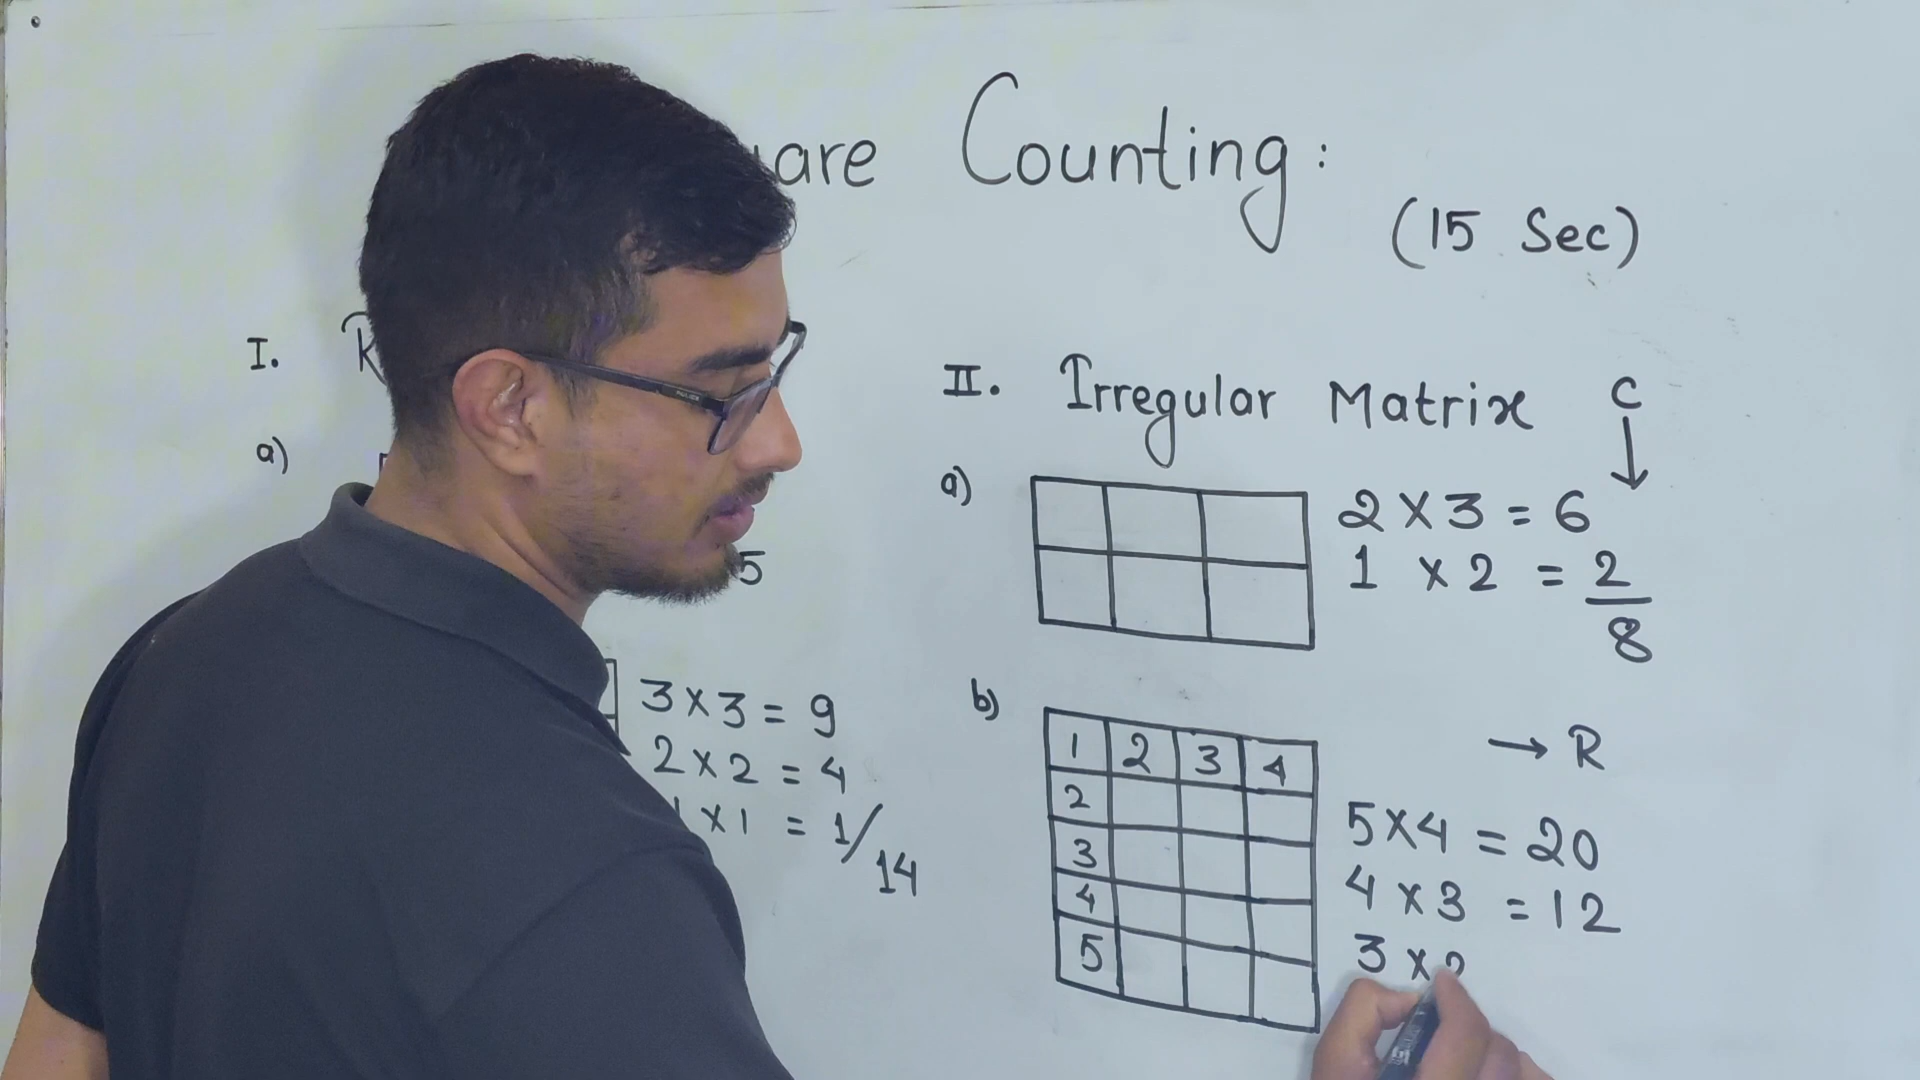 Counting:
(15 Sec)
I.
a)
5
3×3 = 9
2×2 = 4
×1 = 1/
14
II. Irregular Matrix C
↓
a)
2×3 = 6
1 ×2 = 2
8
b)
1 2 3 4
2
3
4
5
→ R
5×4 = 20
4×3 = 12
3×2